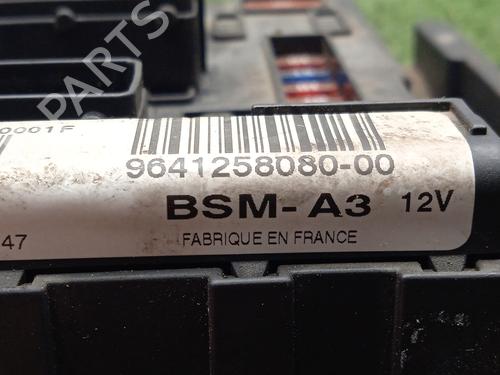 B-PARTS
0001F
9641258080-00
BSM-A3 12V
47 FABRIQUE EN FRANCE